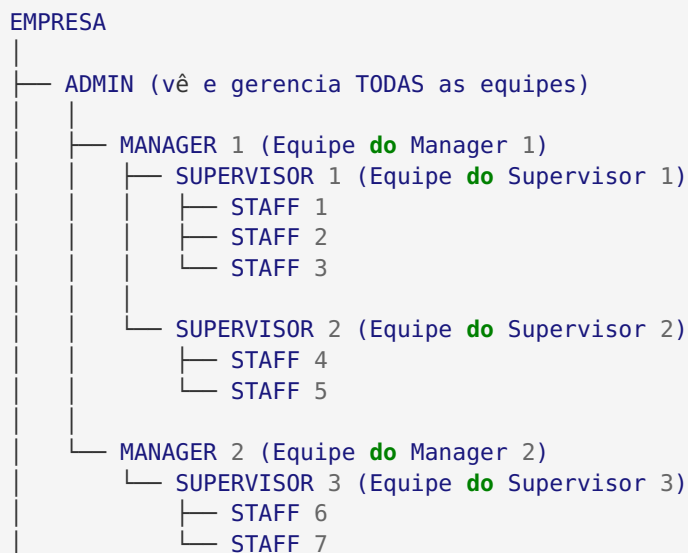 EMPRESA
│
├── ADMIN (vê e gerencia TODAS as equipes)
│   │
│   ├── MANAGER 1 (Equipe do Manager 1)
│   │   ├── SUPERVISOR 1 (Equipe do Supervisor 1)
│   │   │   ├── STAFF 1
│   │   │   ├── STAFF 2
│   │   │   └── STAFF 3
│   │   │
│   │   └── SUPERVISOR 2 (Equipe do Supervisor 2)
│   │       ├── STAFF 4
│   │       └── STAFF 5
│   │
│   └── MANAGER 2 (Equipe do Manager 2)
│       └── SUPERVISOR 3 (Equipe do Supervisor 3)
│           ├── STAFF 6
│           └── STAFF 7